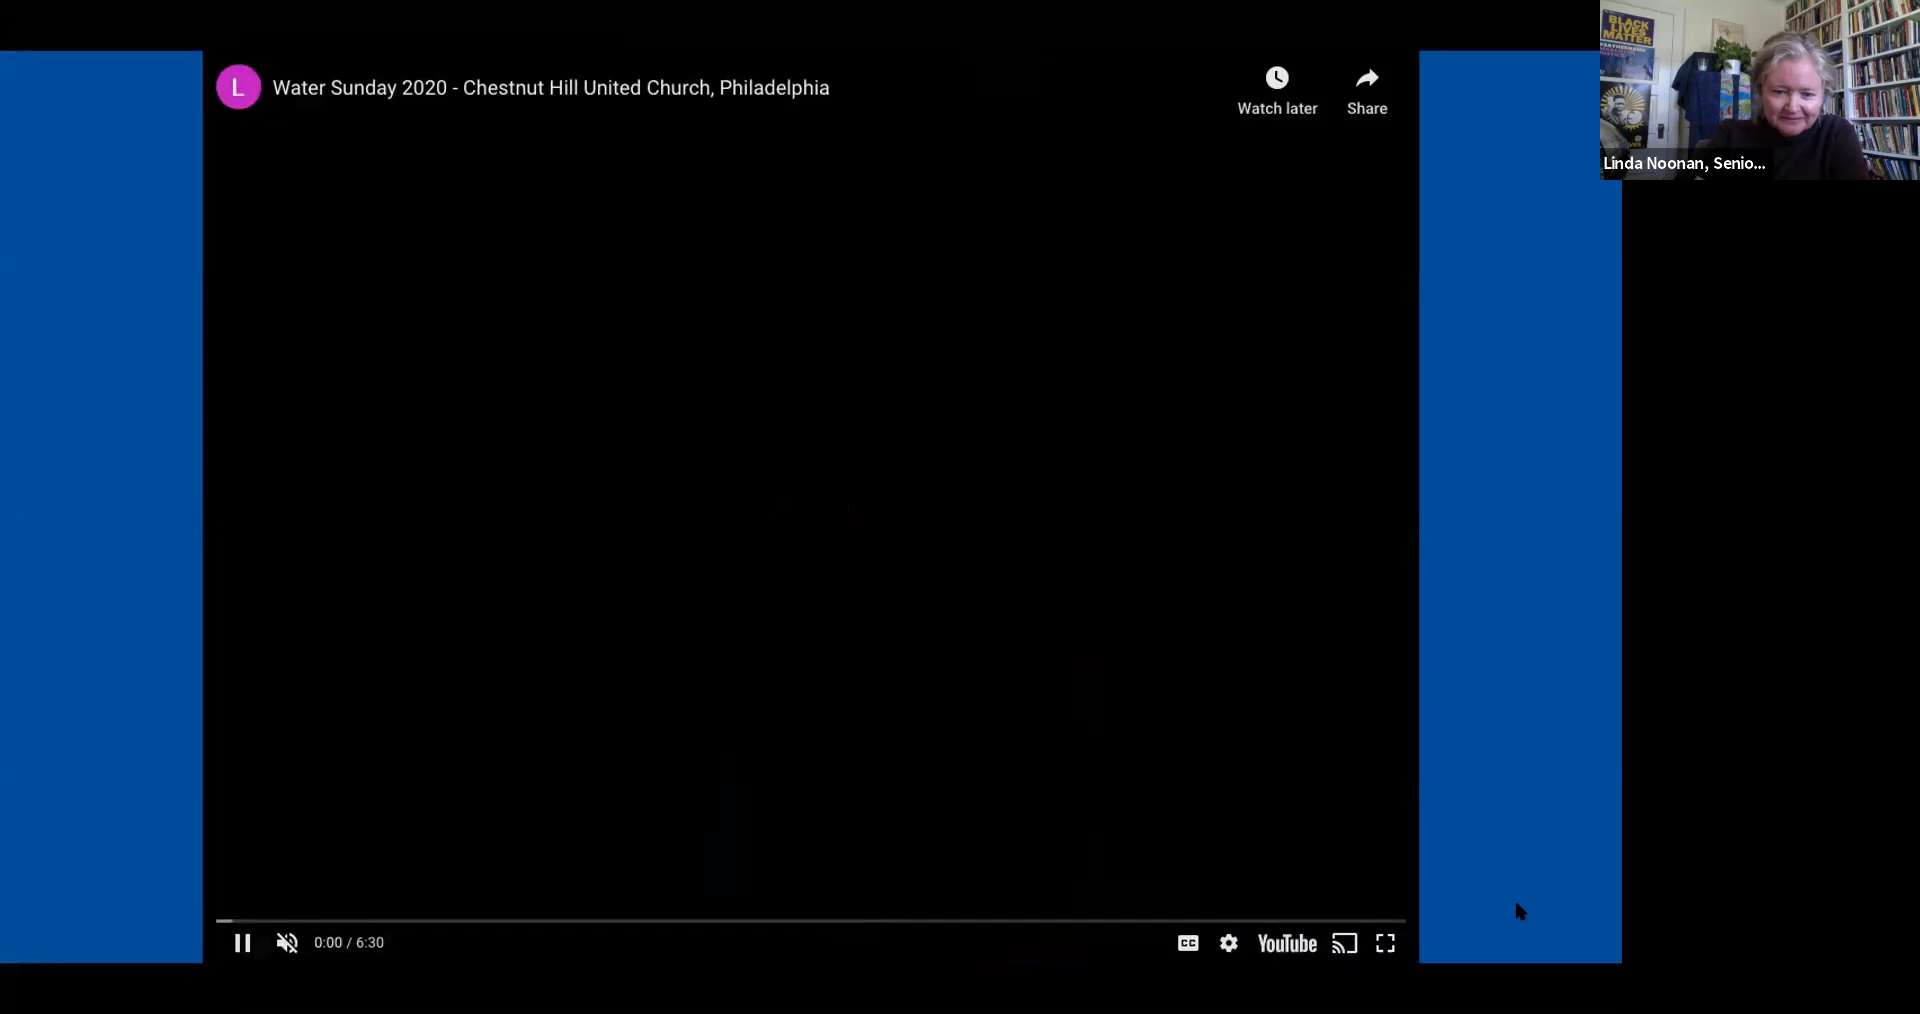 L
Water Sunday 2020 - Chestnut Hill United Church, Philadelphia
Watch later
Share
BLACK
LIVES
MATTER
Linda Noonan, Senio...
0:00 / 6:30
CC
YouTube